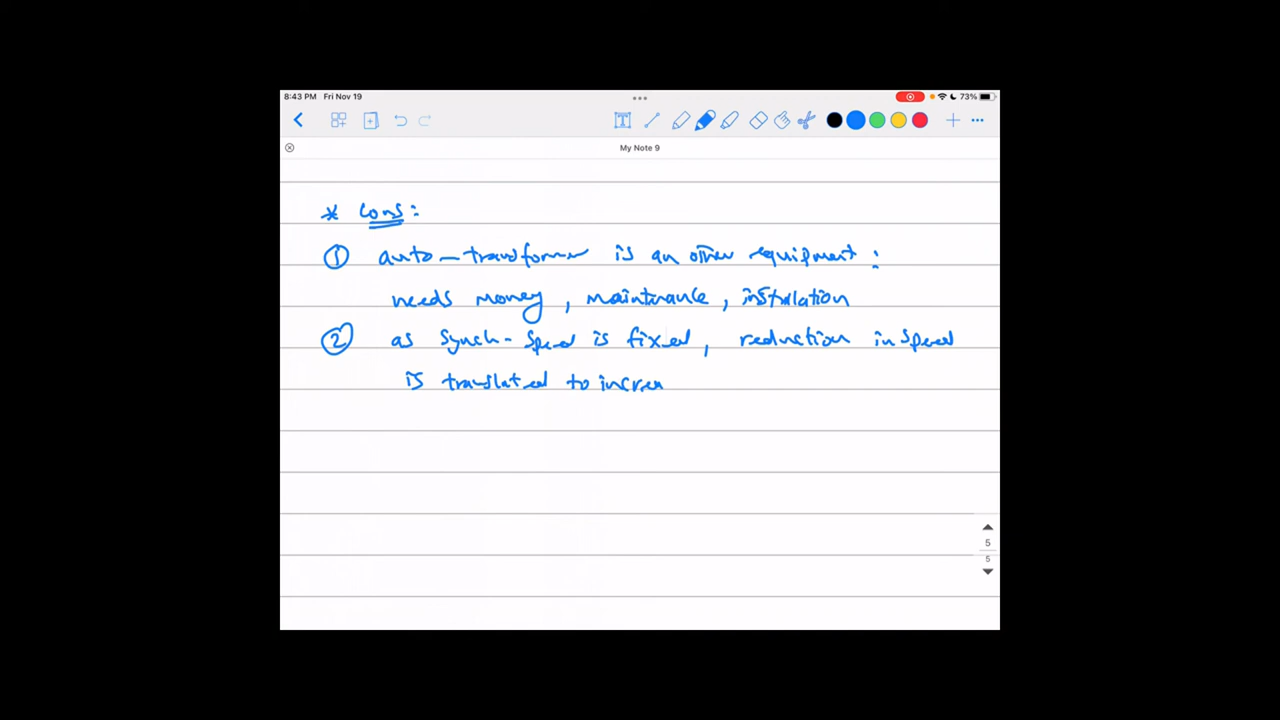 8:43 PM Fri Nov 19
73%
My Note 9
* Cons:
① auto-transformer is an other equipment:
needs money, maintenance, installation
② as Synch-Speed is fixed, reduction in Speed
is translated to increa
5
5